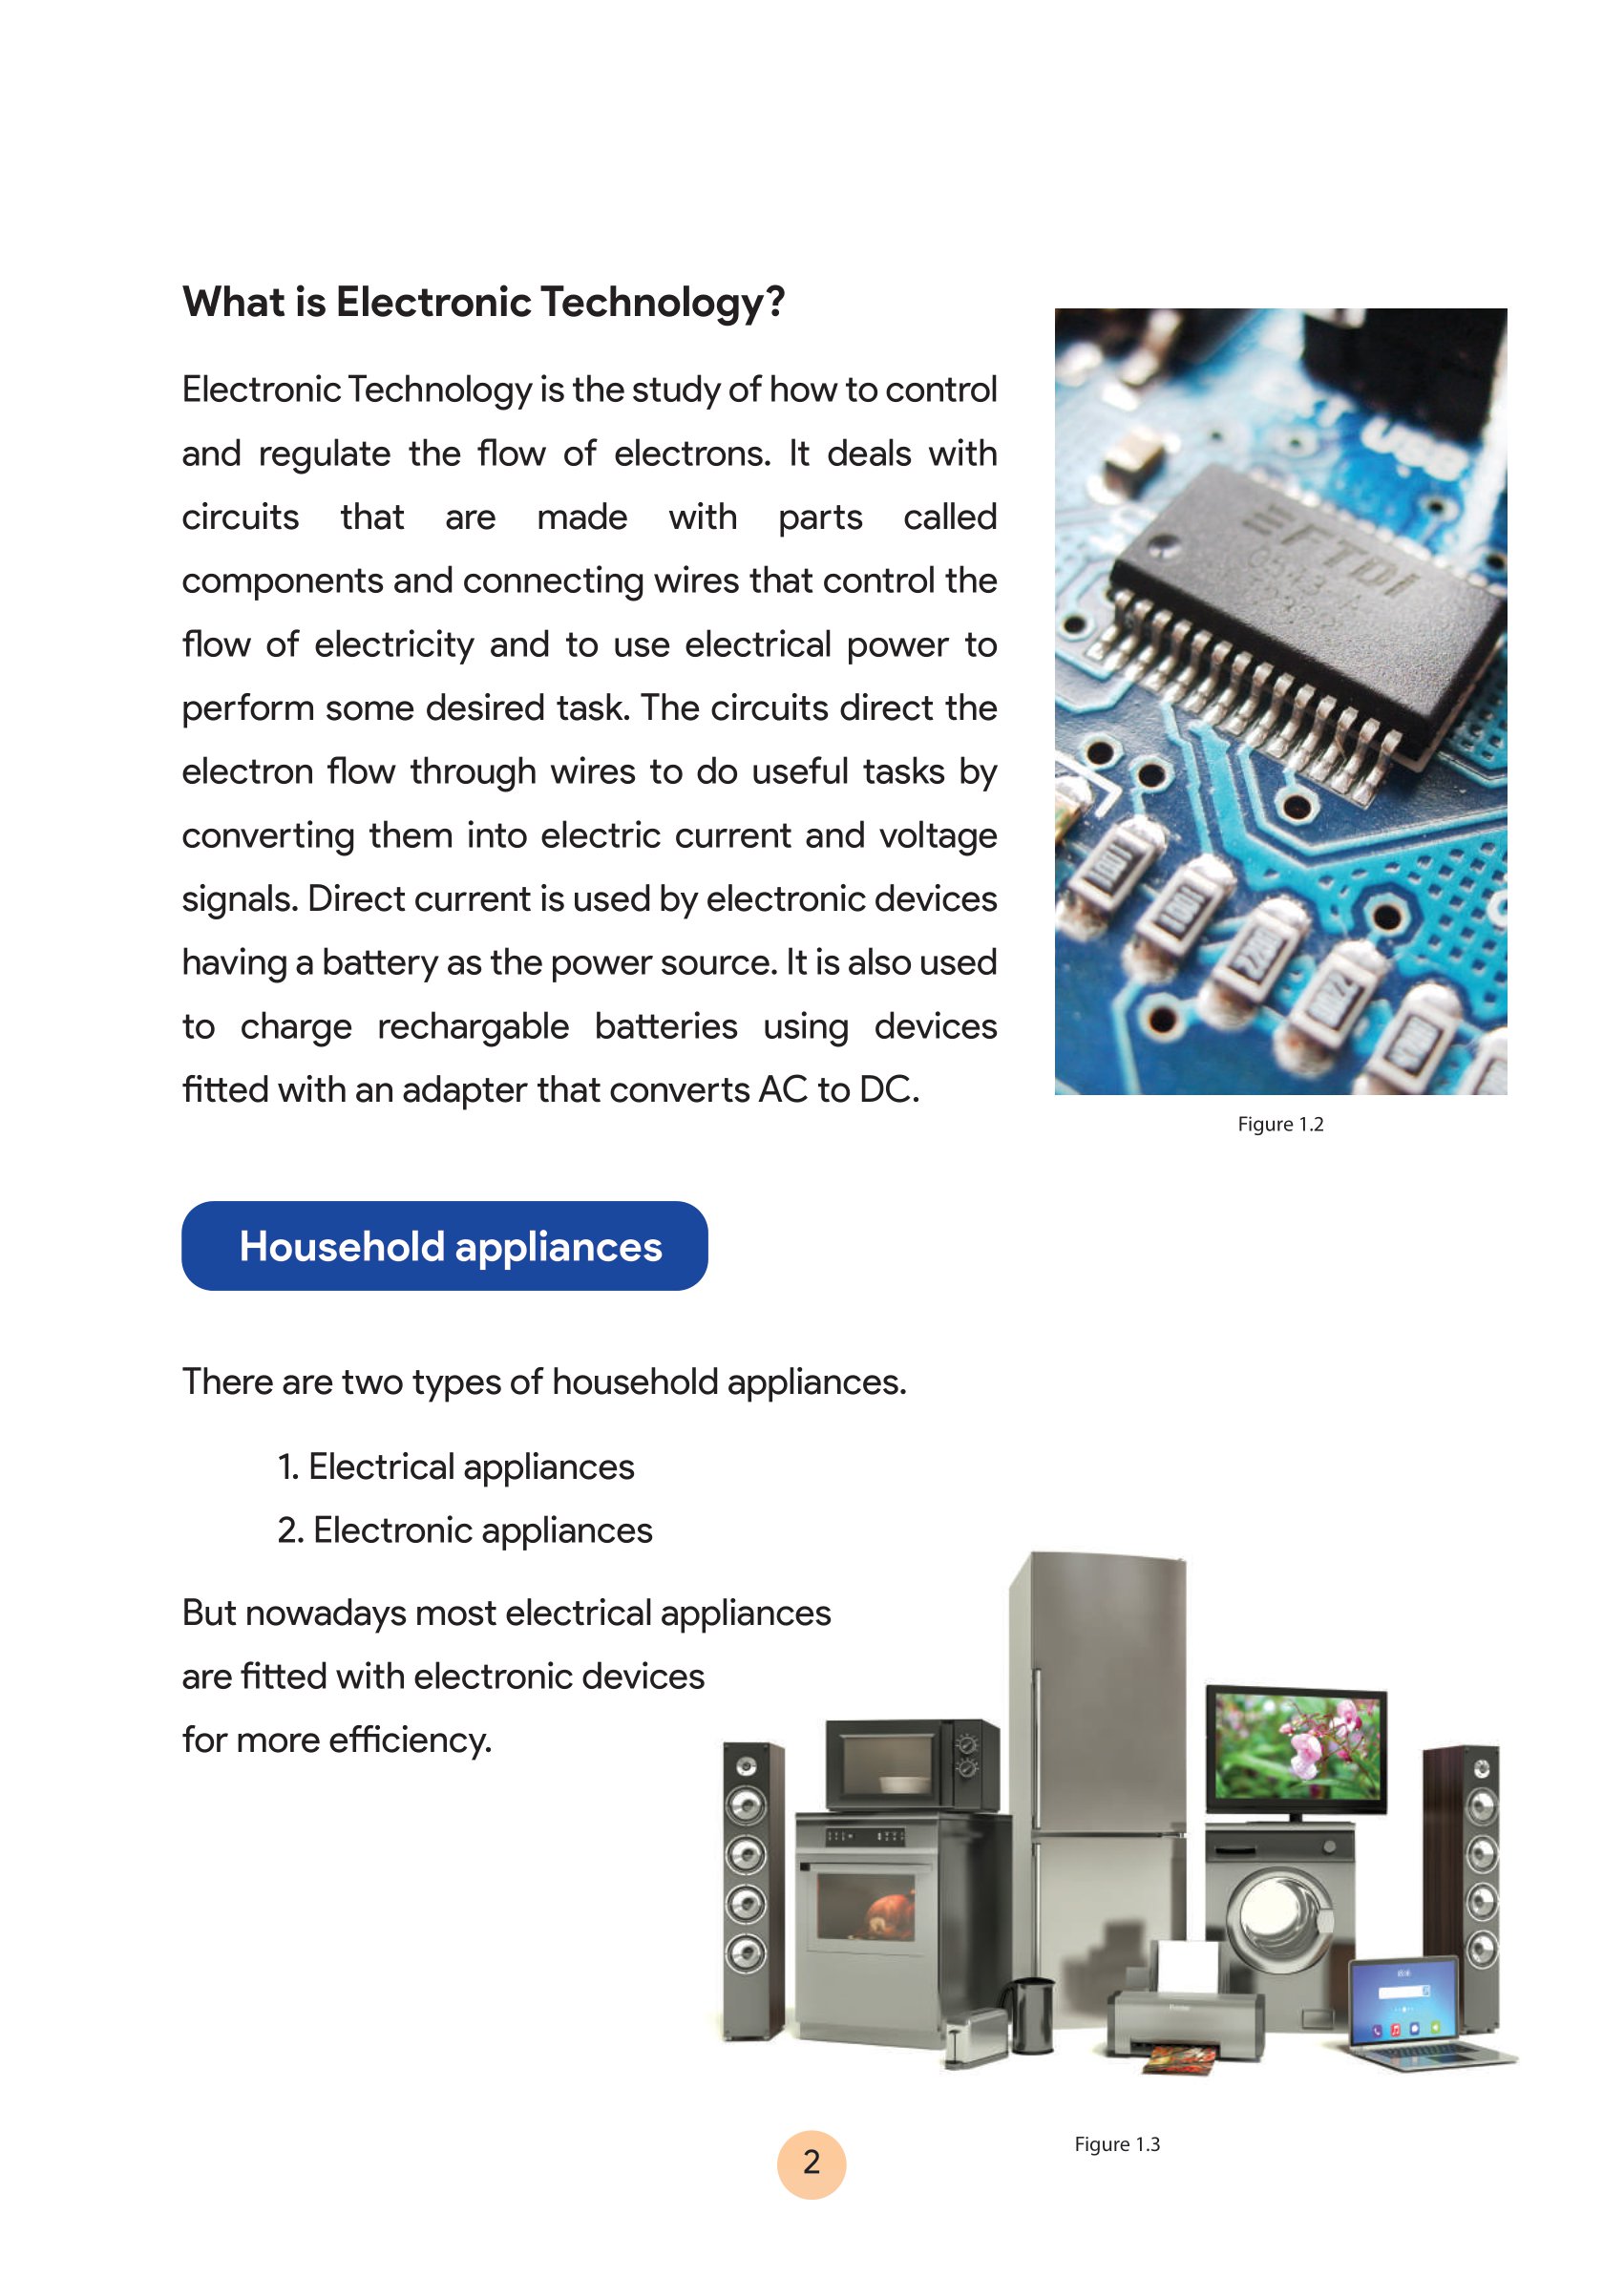 What is Electronic Technology?
Electronic Technology is the study of how to control
and regulate the flow of electrons. It deals with
circuits that are made with parts called
components and connecting wires that control the
flow of electricity and to use electrical power to
perform some desired task. The circuits direct the
electron flow through wires to do useful tasks by
converting them into electric current and voltage
signals. Direct current is used by electronic devices
having a battery as the power source. It is also used
to charge rechargable batteries using devices
fitted with an adapter that converts AC to DC.
USB
FTDI
1001
1001
2200
2200
Figure 1.2
Household appliances
There are two types of household appliances.
1. Electrical appliances
2. Electronic appliances
But nowadays most electrical appliances
are fitted with electronic devices
for more efficiency.
Figure 1.3
2